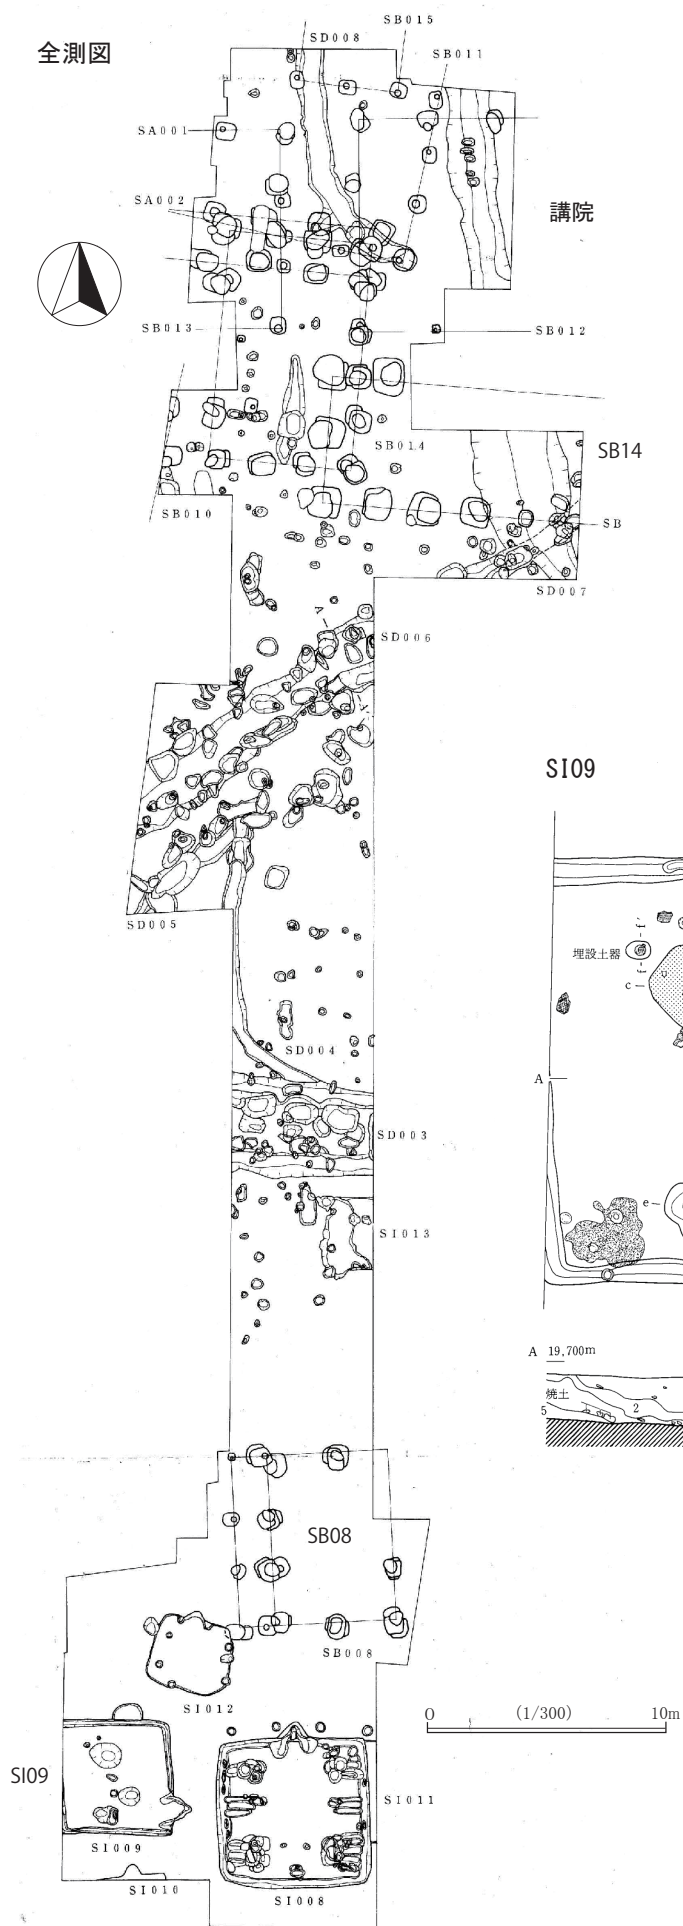 全測図
SB015
SD008
SB011
SA001
講院
SA002
SB013
SB012
SB014
SB14
SB010
SB
SD007
A
SD006
A'
SI09
SD005
f'
埋設土器
f
c
SD004
A
SD003
e
SI013
A 19,700m
焼土
5
2
SB08
SB008
SI012
0 (1/300) 10m
SI09
SI011
SI009
SI010
SI008